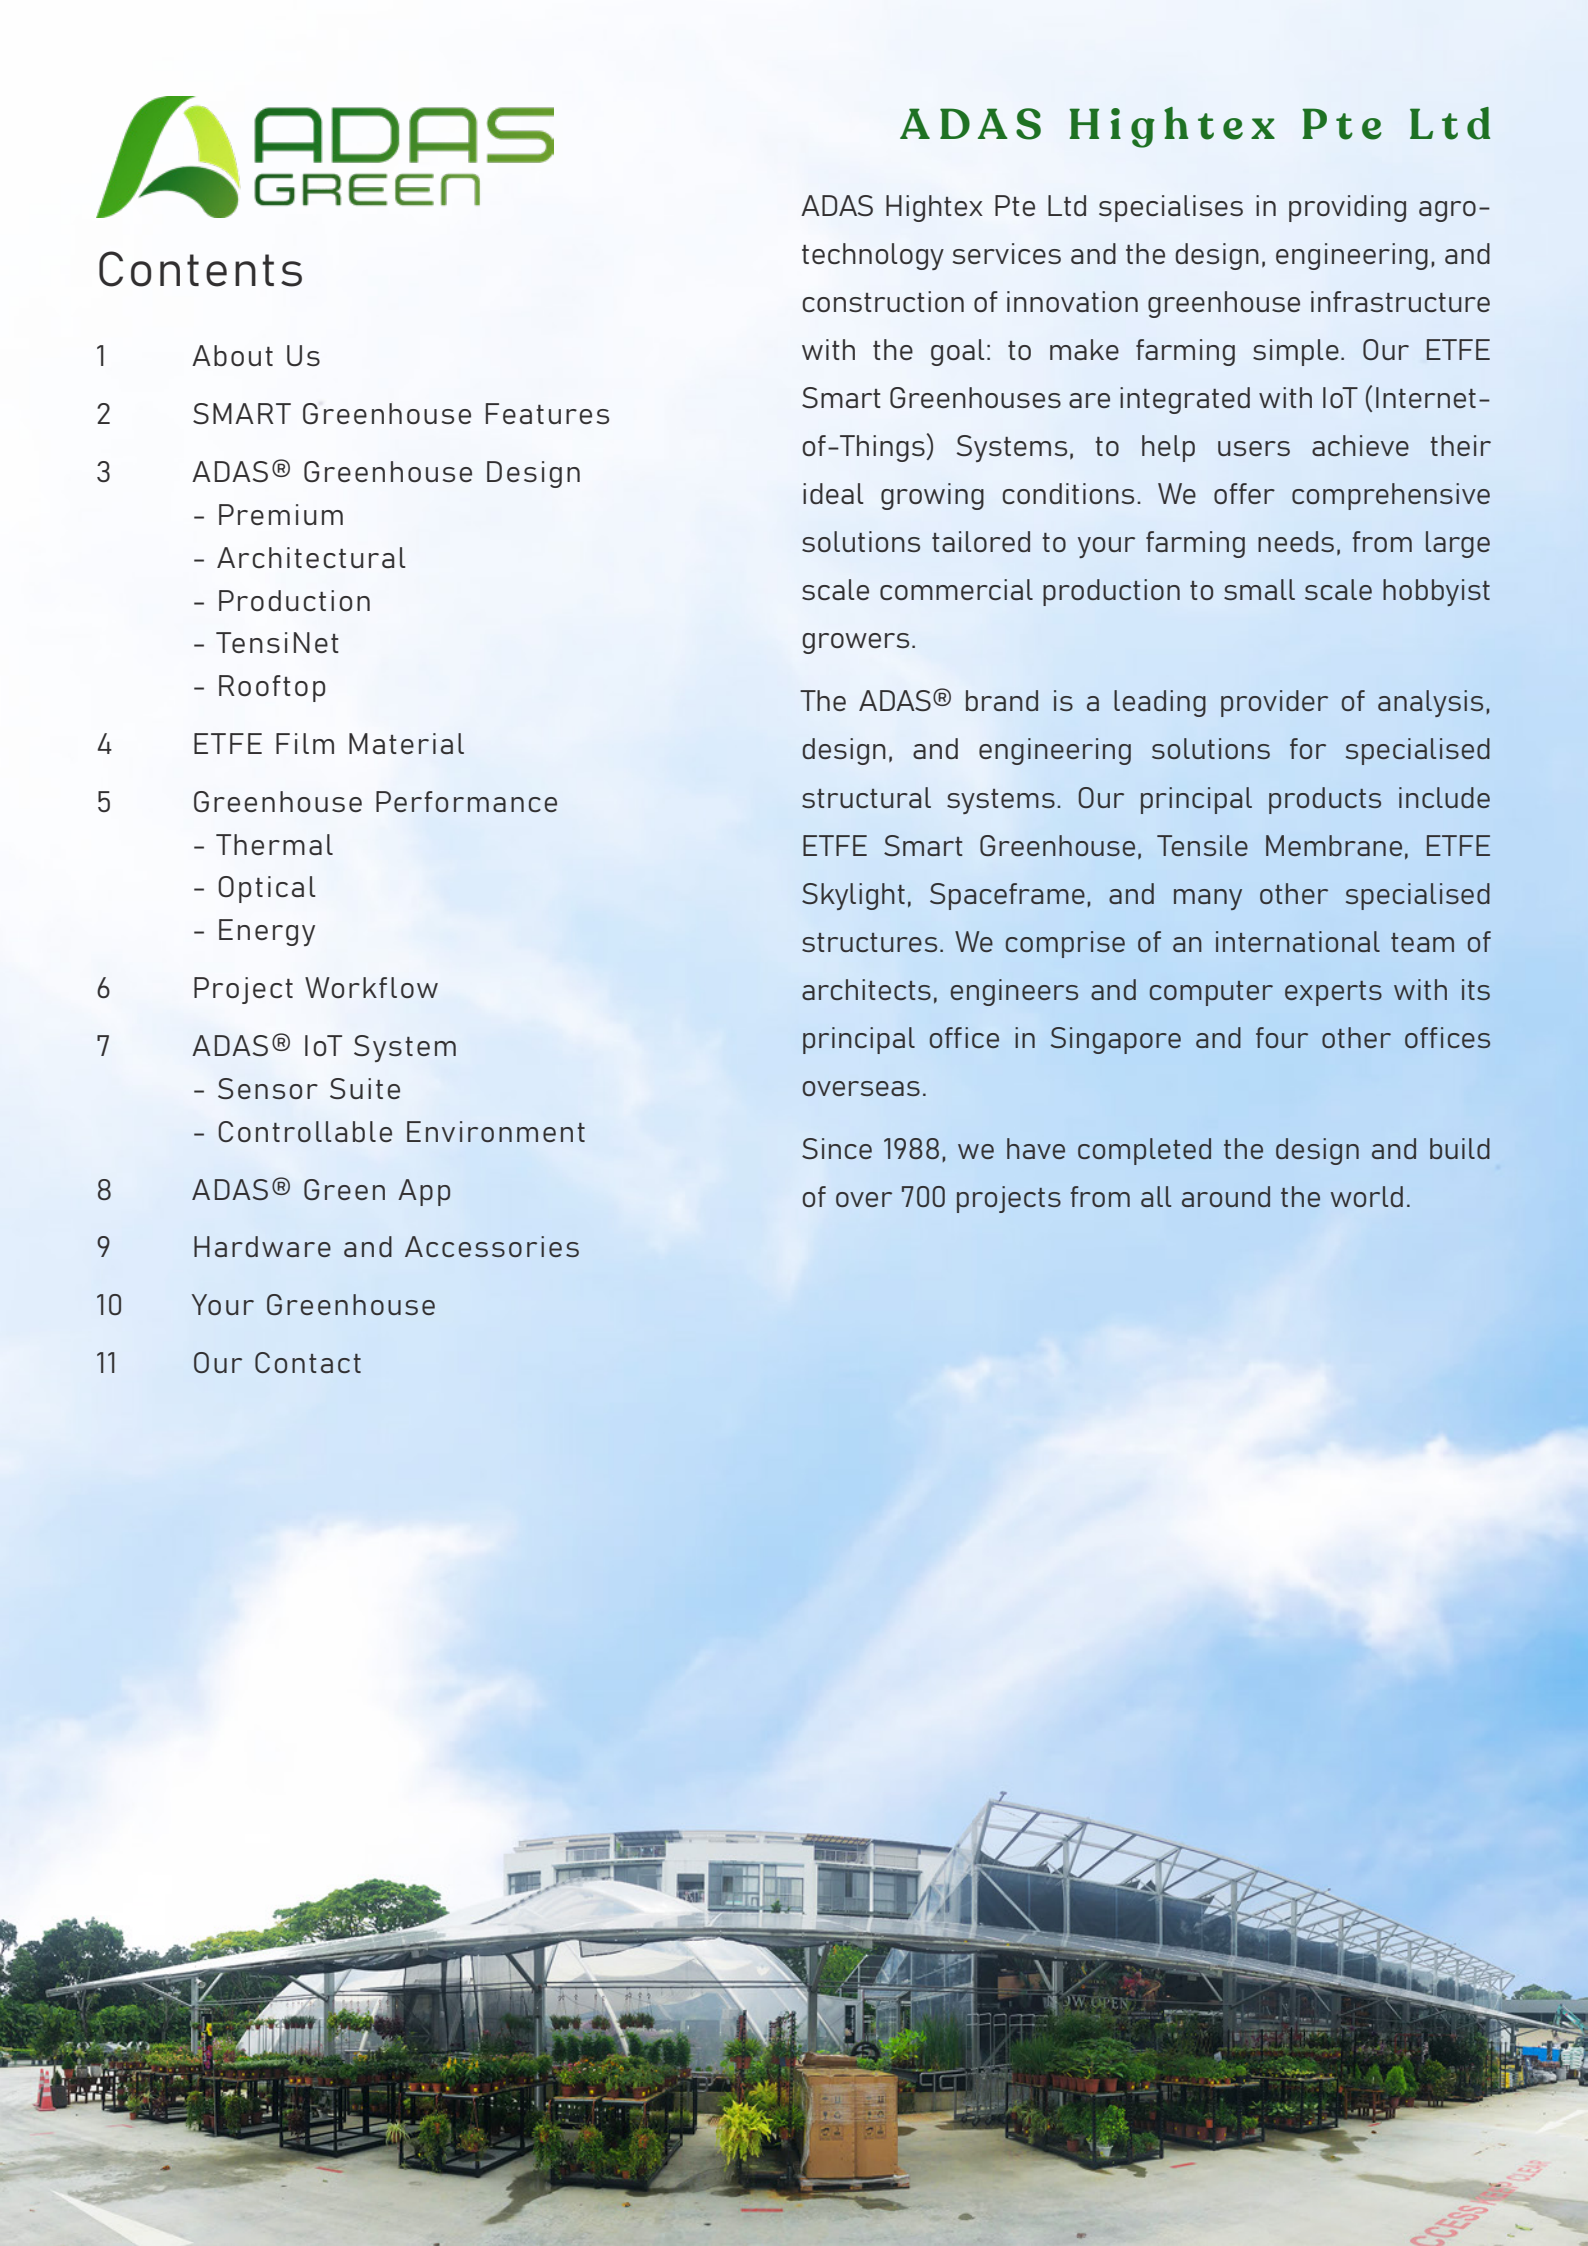 ADAS
GREEN
Contents
1 About Us
2 SMART Greenhouse Features
3 ADAS® Greenhouse Design
- Premium
- Architectural
- Production
- TensiNet
- Rooftop
4 ETFE Film Material
5 Greenhouse Performance
- Thermal
- Optical
- Energy
6 Project Workflow
7 ADAS® IoT System
- Sensor Suite
- Controllable Environment
8 ADAS® Green App
9 Hardware and Accessories
10 Your Greenhouse
11 Our Contact
ADAS Hightex Pte Ltd
ADAS Hightex Pte Ltd specialises in providing agro-
technology services and the design, engineering, and
construction of innovation greenhouse infrastructure
with the goal: to make farming simple. Our ETFE
Smart Greenhouses are integrated with IoT (Internet-
of-Things) Systems, to help users achieve their
ideal growing conditions. We offer comprehensive
solutions tailored to your farming needs, from large
scale commercial production to small scale hobbyist
growers.
The ADAS® brand is a leading provider of analysis,
design, and engineering solutions for specialised
structural systems. Our principal products include
ETFE Smart Greenhouse, Tensile Membrane, ETFE
Skylight, Spaceframe, and many other specialised
structures. We comprise of an international team of
architects, engineers and computer experts with its
principal office in Singapore and four other offices
overseas.
Since 1988, we have completed the design and build
of over 700 projects from all around the world.
OPEN
KEEP CLEAR